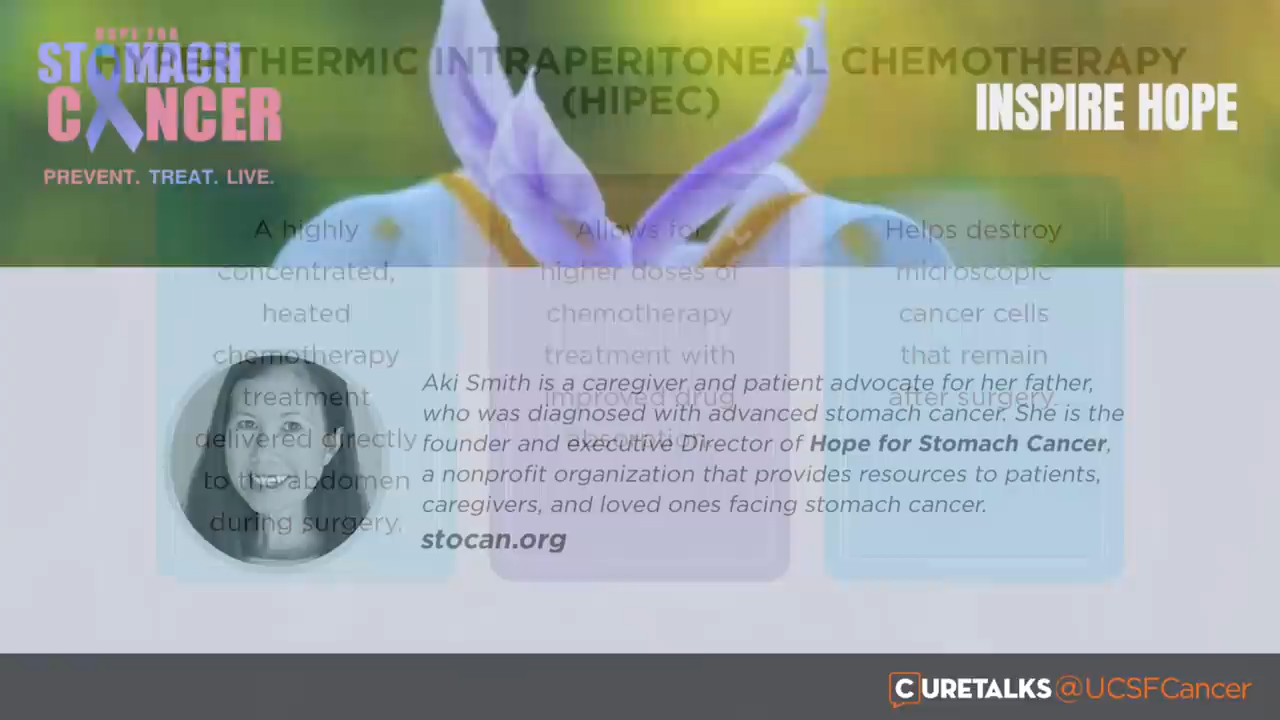 HOPE FOR
STOMACH
CANCER
PREVENT. TREAT. LIVE.
HYPERTHERMIC INTRAPERITONEAL CHEMOTHERAPY
(HIPEC)
INSPIRE HOPE
A highly
concentrated,
heated
chemotherapy
treatment
delivered directly
to the abdomen
during surgery.
Allows for
higher doses of
chemotherapy
treatment with
improved drug
absorption.
Helps destroy
microscopic
cancer cells
that remain
after surgery.
Aki Smith is a caregiver and patient advocate for her father,
who was diagnosed with advanced stomach cancer. She is the
founder and executive Director of Hope for Stomach Cancer,
a nonprofit organization that provides resources to patients,
caregivers, and loved ones facing stomach cancer.
stocan.org
CURETALKS@UCSFCancer